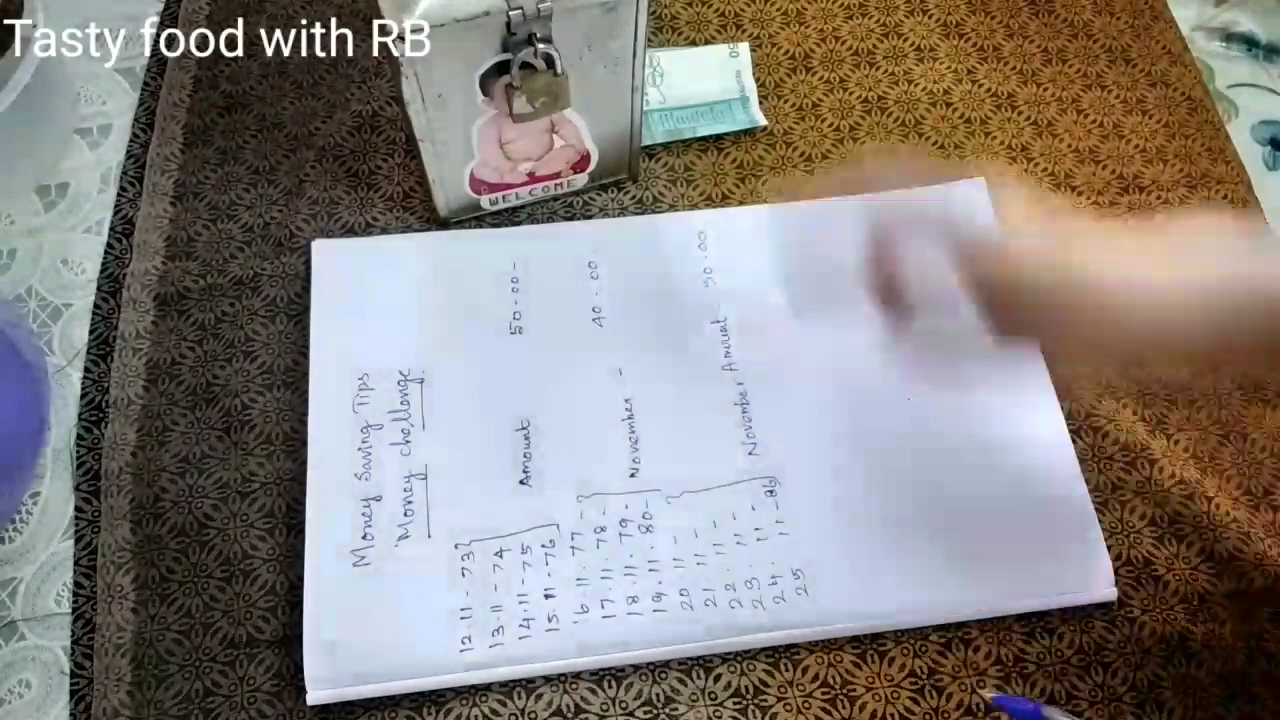 Tasty food with RB
WELCOME
50
Money Saving Tips
"Money challenge
12.11-73
13.11-74
14.11-75 Amount 50.00-
15.11-76
16.11.77-
17.11.78- November - 40.00
18.11.79-
19.11.80-
20.11-
21 11-
22.11- November Amount 50.00
23.11-
24. 11-86
25